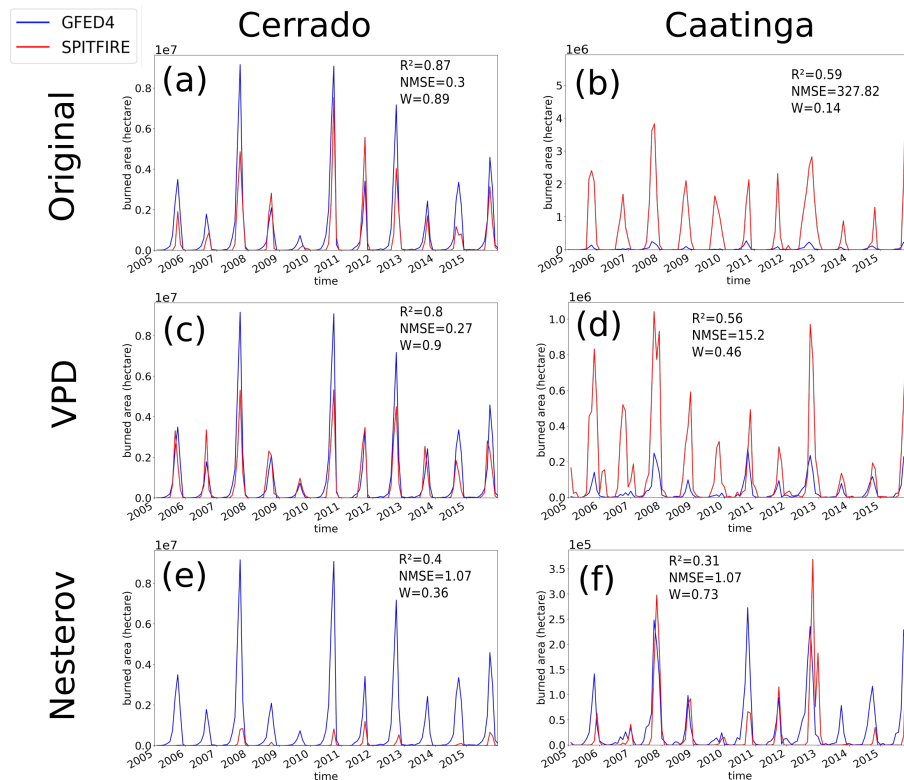 GFED4
SPITFIRE
Cerrado
Caatinga
Original
VPD
Nesterov
1e7
(a)
R²=0.87
NMSE=0.3
W=0.89
burned area (hectare)
0.8
0.6
0.4
0.2
0.0
2005 2006 2007 2008 2009 2010 2011 2012 2013 2014 2015
time
1e6
(b)
R²=0.59
NMSE=327.82
W=0.14
burned area (hectare)
5
4
3
2
1
0
2005 2006 2007 2008 2009 2010 2011 2012 2013 2014 2015
time
1e7
(c)
R²=0.8
NMSE=0.27
W=0.9
burned area (hectare)
0.8
0.6
0.4
0.2
0.0
2005 2006 2007 2008 2009 2010 2011 2012 2013 2014 2015
time
1e6
(d)
R²=0.56
NMSE=15.2
W=0.46
burned area (hectare)
1.0
0.8
0.6
0.4
0.2
0.0
2005 2006 2007 2008 2009 2010 2011 2012 2013 2014 2015
time
1e7
(e)
R²=0.4
NMSE=1.07
W=0.36
burned area (hectare)
0.8
0.6
0.4
0.2
0.0
2005 2006 2007 2008 2009 2010 2011 2012 2013 2014 2015
time
1e5
(f)
R²=0.31
NMSE=1.07
W=0.73
burned area (hectare)
3.5
3.0
2.5
2.0
1.5
1.0
0.5
0.0
2005 2006 2007 2008 2009 2010 2011 2012 2013 2014 2015
time